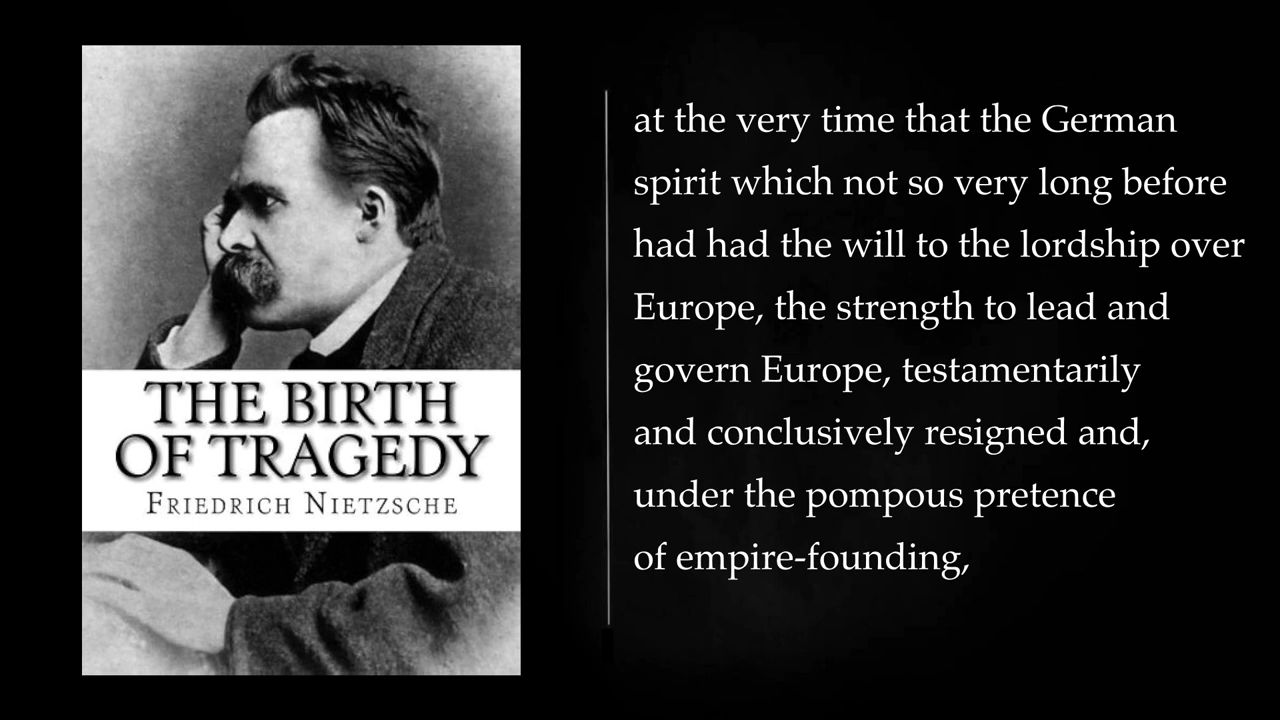 THE BIRTH
OF TRAGEDY
FRIEDRICH NIETZSCHE
at the very time that the German
spirit which not so very long before
had had the will to the lordship over
Europe, the strength to lead and
govern Europe, testamentarily
and conclusively resigned and,
under the pompous pretence
of empire-founding,